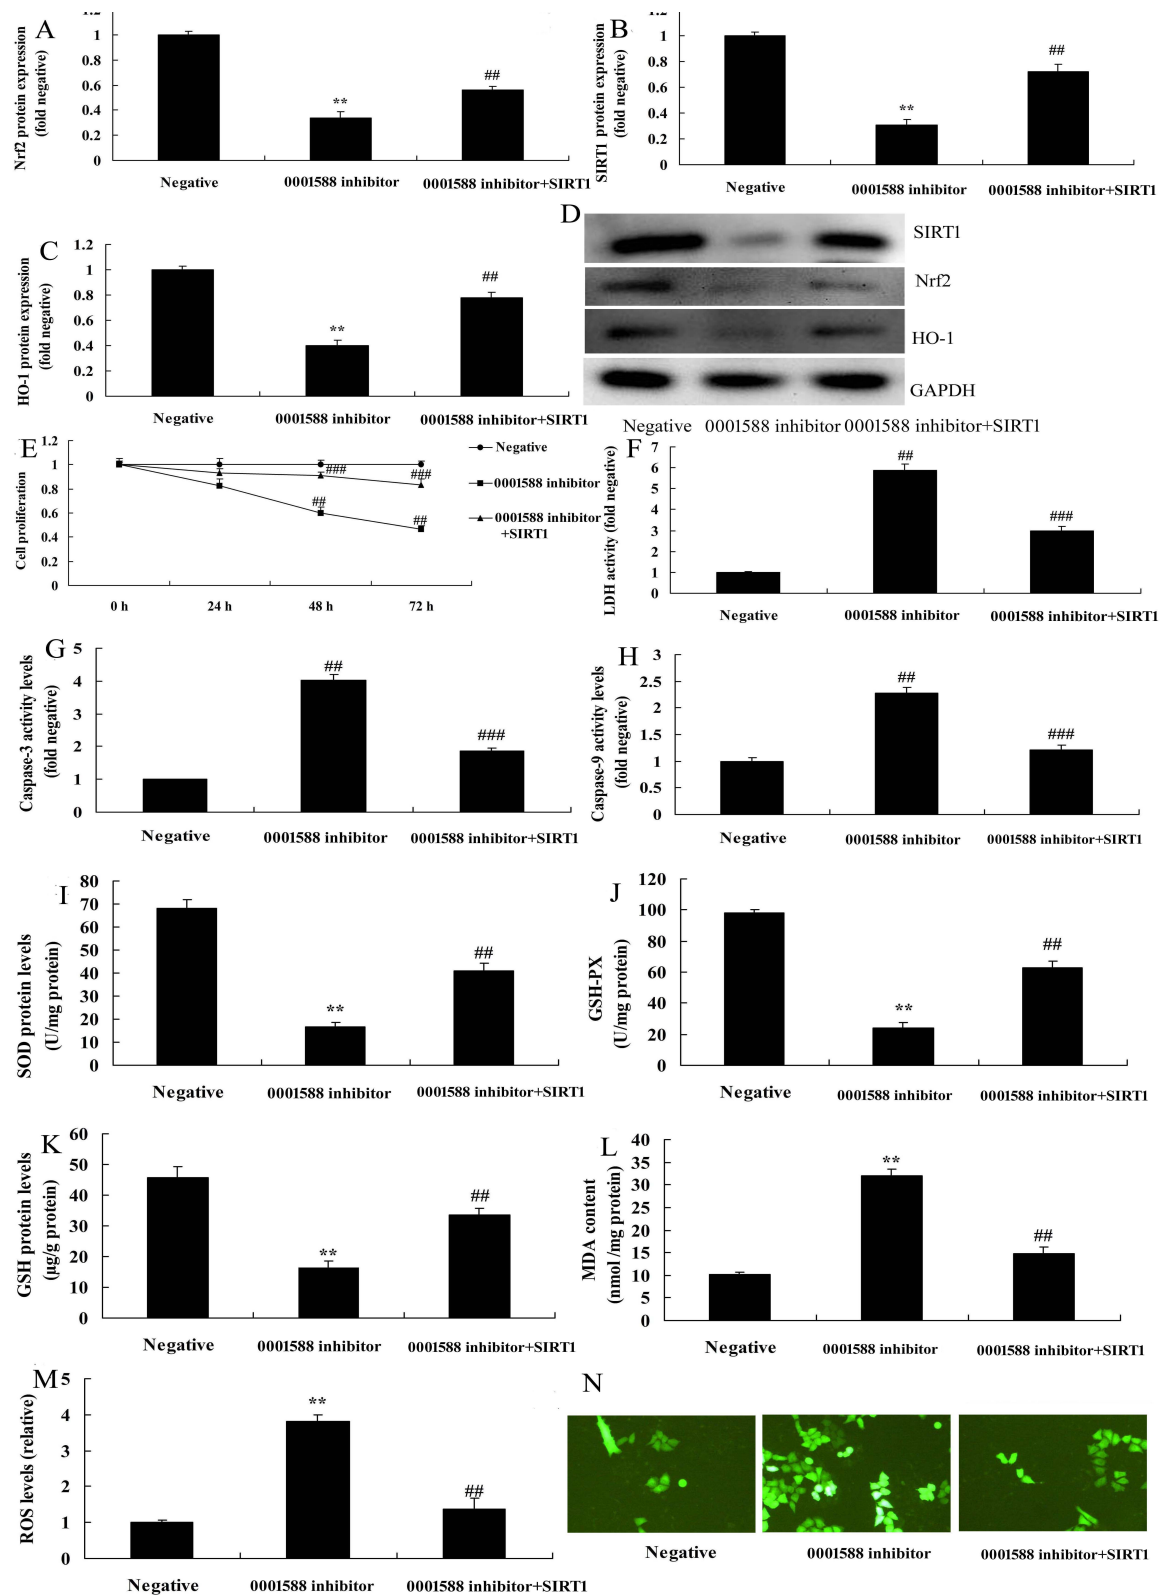 A
Nrf2 protein expression
(fold negative)
1.2
1
0.8
0.6
0.4
0.2
0
**
##
Negative
0001588 inhibitor
0001588 inhibitor+SIRT1
B
SIRT1 protein expression
(fold negative)
1.2
1
0.8
0.6
0.4
0.2
0
**
##
Negative
0001588 inhibitor
0001588 inhibitor+SIRT1
C
HO-1 protein expression
(fold negative)
1.2
1
0.8
0.6
0.4
0.2
0
**
##
Negative
0001588 inhibitor
0001588 inhibitor+SIRT1
D
SIRT1
Nrf2
HO-1
GAPDH
Negative 0001588 inhibitor 0001588 inhibitor+SIRT1
E
Cell proliferation
1.2
1
0.8
0.6
0.4
0.2
0
###
###
##
##
0 h
24 h
48 h
72 h
Negative
0001588 inhibitor
0001588 inhibitor
+SIRT1
F
LDH activity (fold negative)
7
6
5
4
3
2
1
0
##
###
Negative
0001588 inhibitor
0001588 inhibitor+SIRT1
G
Caspase-3 activity levels
(fold negative)
5
4
3
2
1
0
##
###
Negative
0001588 inhibitor
0001588 inhibitor+SIRT1
H
Caspase-9 activity levels
(fold negative)
3
2.5
2
1.5
1
0.5
0
##
###
Negative
0001588 inhibitor
0001588 inhibitor+SIRT1
I
SOD protein levels
(U/mg protein)
80
70
60
50
40
30
20
10
0
**
##
Negative
0001588 inhibitor
0001588 inhibitor+SIRT1
J
GSH-PX
(U/mg protein)
120
100
80
60
40
20
0
**
##
Negative
0001588 inhibitor
0001588 inhibitor+SIRT1
K
GSH protein levels
(μg/g protein)
60
50
40
30
20
10
0
**
##
Negative
0001588 inhibitor
0001588 inhibitor+SIRT1
L
MDA content
(nmol /mg protein)
40
35
30
25
20
15
10
5
0
**
##
Negative
0001588 inhibitor
0001588 inhibitor+SIRT1
M
ROS levels (relative)
5
4
3
2
1
0
**
##
Negative
0001588 inhibitor
0001588 inhibitor+SIRT1
N
Negative
0001588 inhibitor
0001588 inhibitor+SIRT1